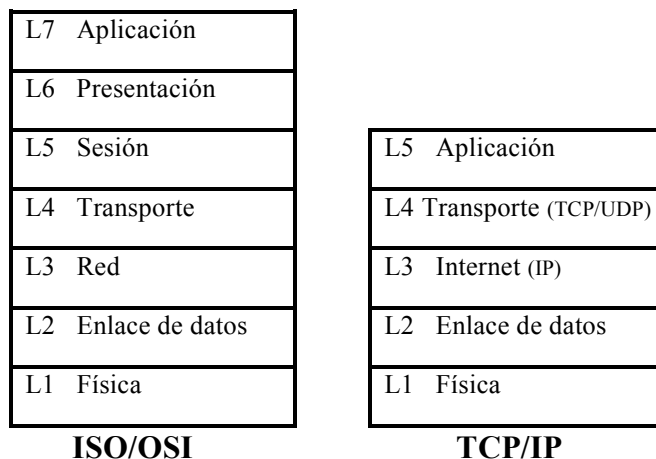 L7 Aplicación
L6 Presentación
L5 Sesión
L4 Transporte
L3 Red
L2 Enlace de datos
L1 Física
ISO/OSI
L5 Aplicación
L4 Transporte (TCP/UDP)
L3 Internet (IP)
L2 Enlace de datos
L1 Física
TCP/IP